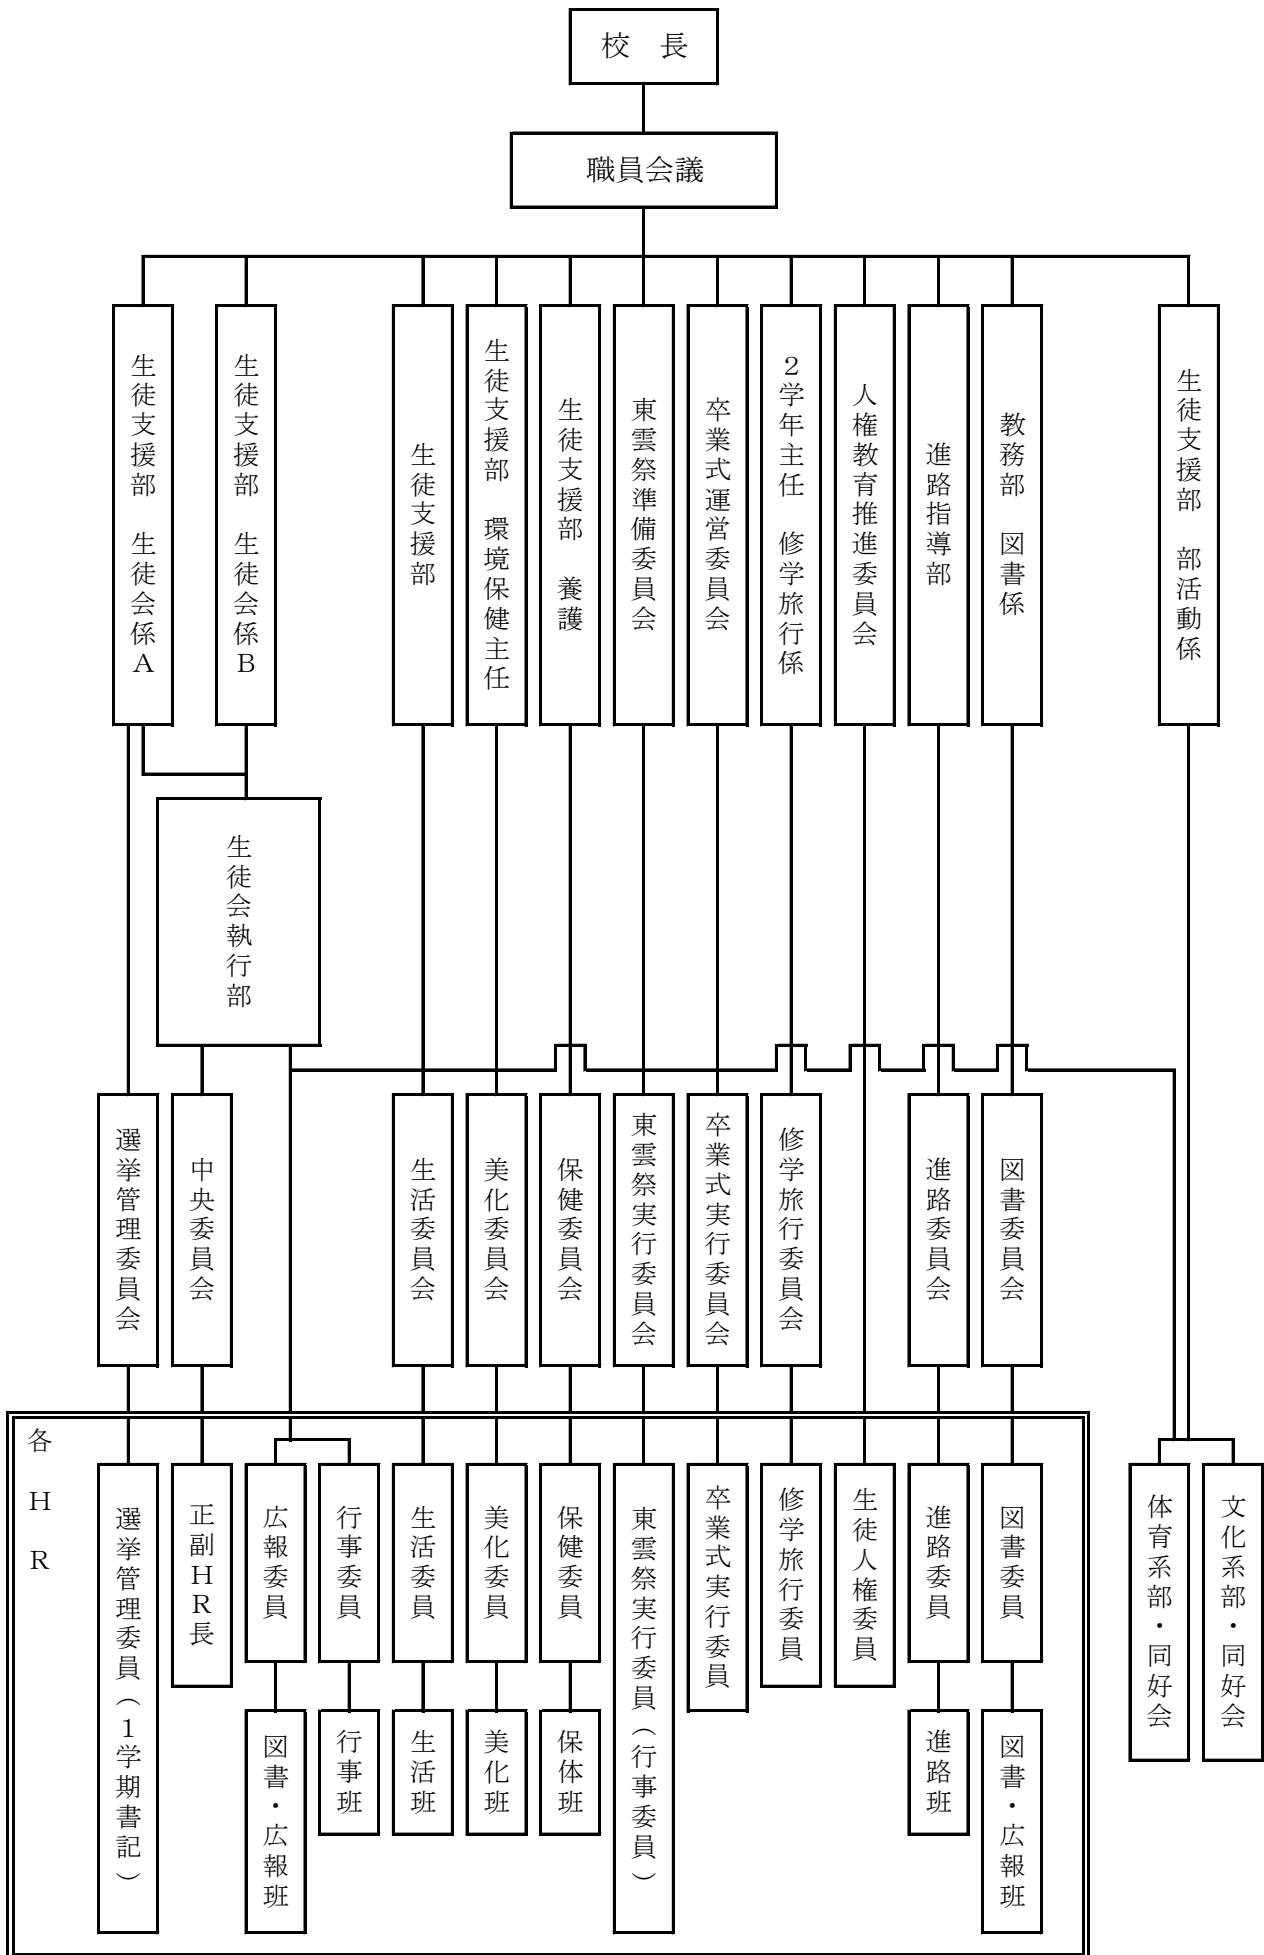 校　長
職員会議
生徒支援部　生徒会係A
生徒支援部　生徒会係B
生徒支援部
生徒支援部　環境保健主任
生徒支援部　養護
東雲祭準備委員会
卒業式運営委員会
2学年主任　修学旅行係
人権教育推進委員会
進路指導部
教務部　図書係
生徒支援部　部活動係
生徒会執行部
選挙管理委員会
中央委員会
生活委員会
美化委員会
保健委員会
東雲祭実行委員会
卒業式実行委員会
修学旅行委員会
進路委員会
図書委員会
各　H　R
選挙管理委員（1学期書記）
正副HR長
広報委員
行事委員
生活委員
美化委員
保健委員
東雲祭実行委員（行事委員）
卒業式実行委員
修学旅行委員
生徒人権委員
進路委員
図書委員
体育系部・同好会
文化系部・同好会
図書・広報班
行事班
生活班
美化班
保体班
進路班
図書・広報班